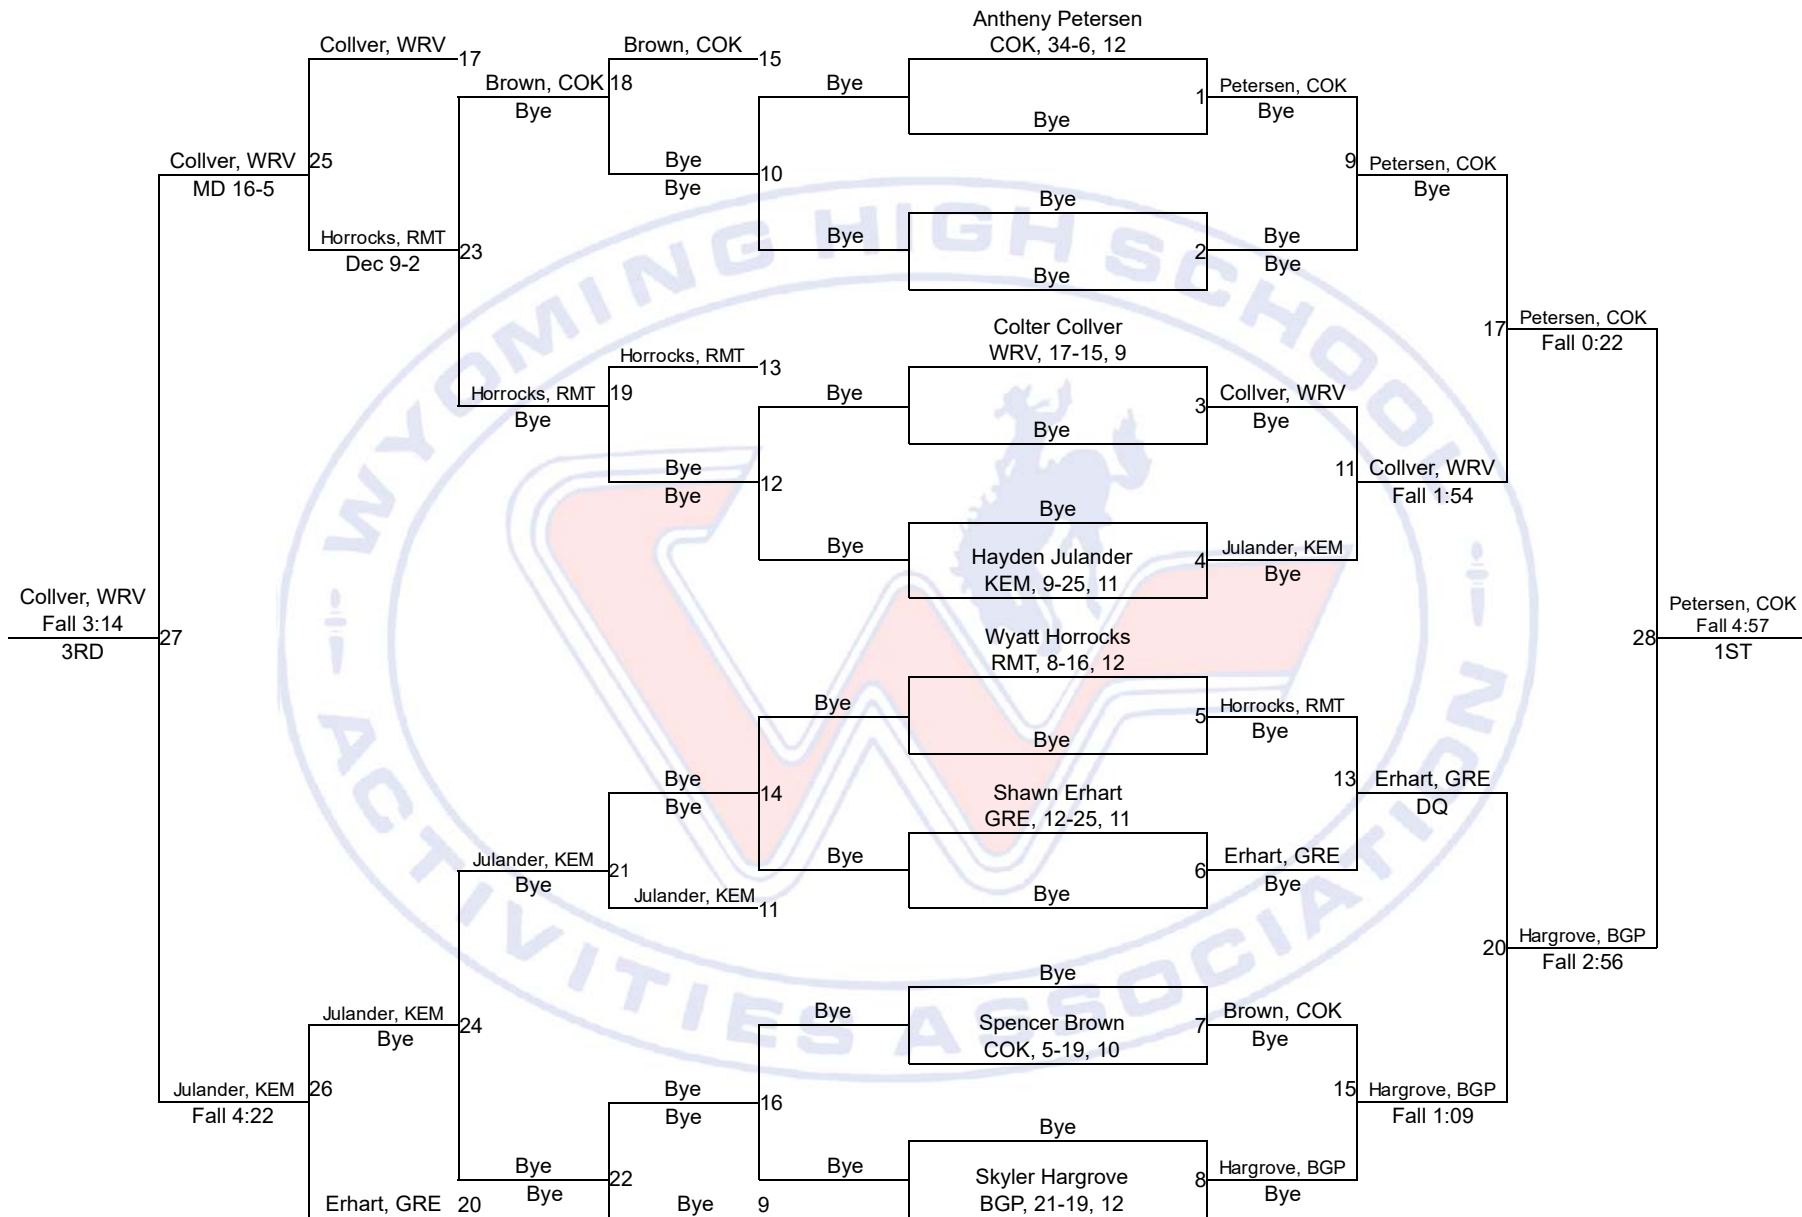 Antheny Petersen
Collver, WRV 17 Brown, COK 15 COK, 34-6, 12
Brown, COK 18 Bye 1 Petersen, COK
Bye Bye Bye
Collver, WRV 25 Bye 10 9 Petersen, COK
MD 16-5 Bye Bye Bye
Horrocks, RMT 23 Bye 2 Bye
Dec 9-2 Bye Bye
Colter Collver 17 Petersen, COK
Horrocks, RMT 13 WRV, 17-15, 9 Fall 0:22
Horrocks, RMT 19 Bye 3 Collver, WRV
Bye Bye Bye
Bye 12 11 Collver, WRV
Bye Bye Fall 1:54
Bye Hayden Julander 4 Julander, KEM
KEM, 9-25, 11 Bye
Collver, WRV Petersen, COK
Fall 3:14 27 Wyatt Horrocks 28 Fall 4:57
3RD RMT, 8-16, 12 1ST
Bye 5 Horrocks, RMT
Bye Bye
Bye 14 Shawn Erhart 13 Erhart, GRE
Bye GRE, 12-25, 11 DQ
Julander, KEM 21 Bye 6 Erhart, GRE
Bye Julander, KEM 11 Bye Bye
20 Hargrove, BGP
Bye Fall 2:56
Julander, KEM 24 Bye Spencer Brown 7 Brown, COK
Bye COK, 5-19, 10 Bye
Julander, KEM 26 Bye 16 15 Hargrove, BGP
Fall 4:22 Bye Bye Fall 1:09
Bye 22 Bye Skyler Hargrove 8 Hargrove, BGP
Erhart, GRE 20 Bye Bye 9 BGP, 21-19, 12 Bye
WYOMING HIGH SCHOOL
ACTIVITIES ASSOCIATION